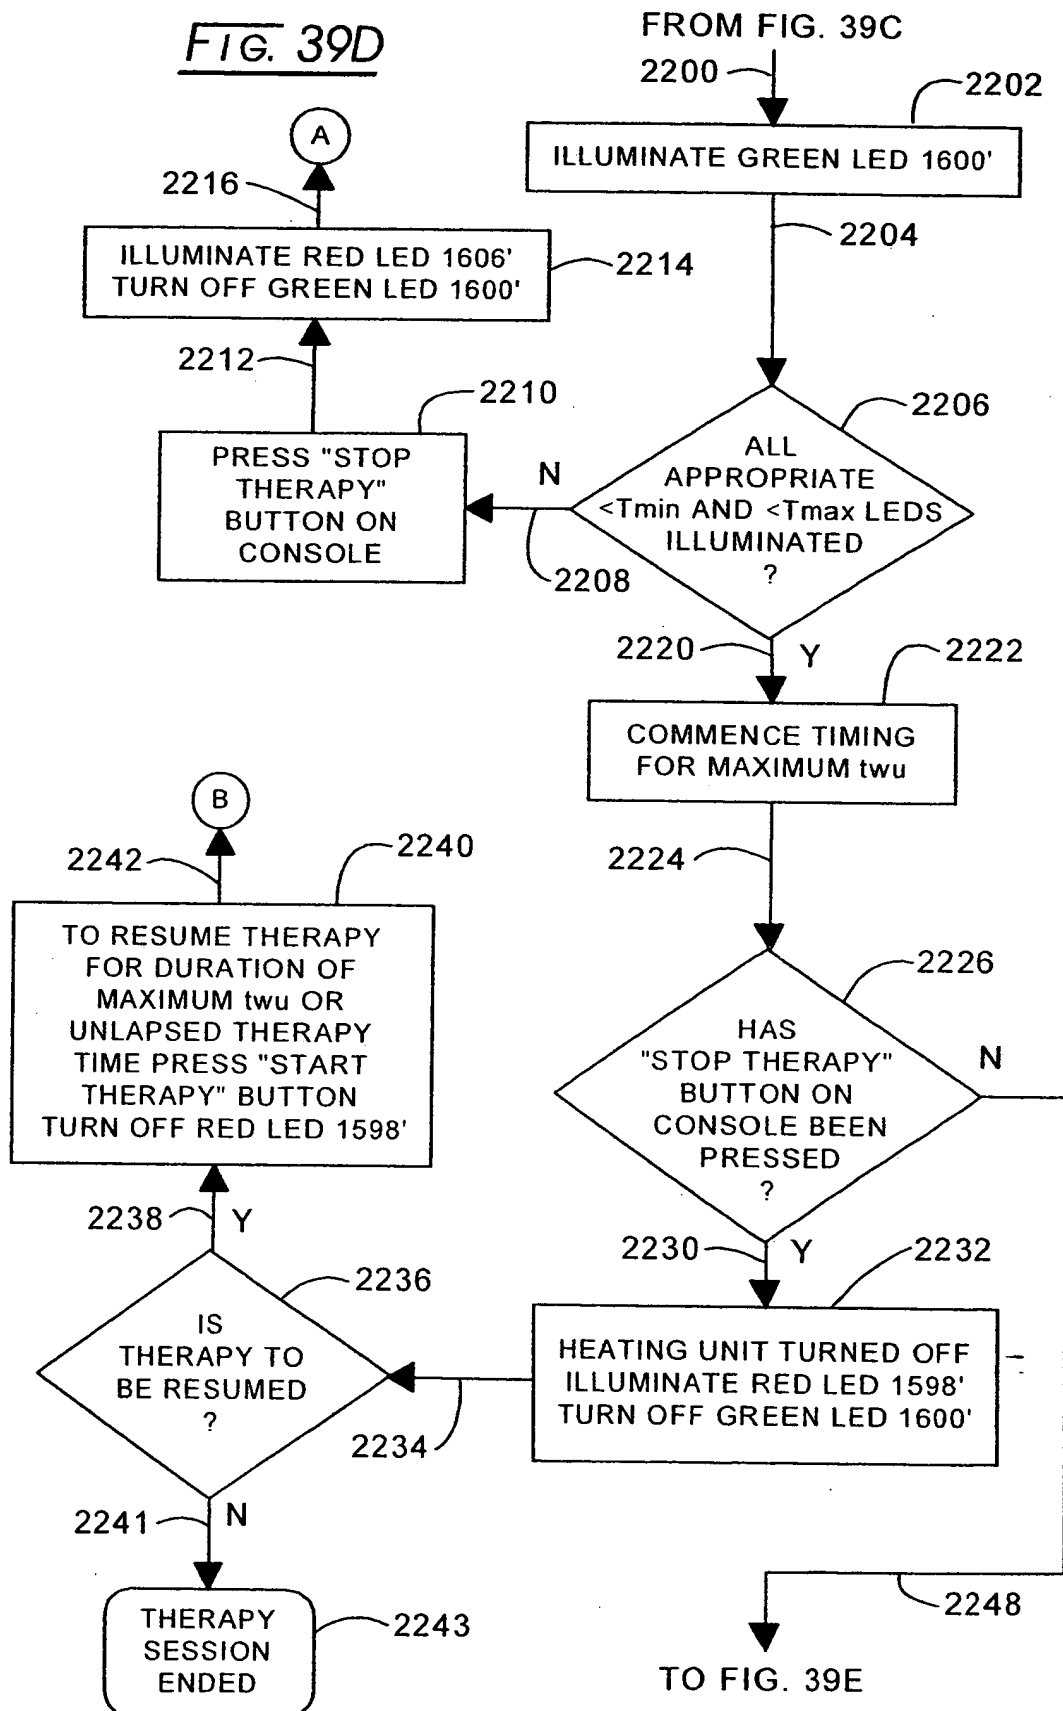 FIG. 39D
FROM FIG. 39C
2200
2202
ILLUMINATE GREEN LED 1600'
2204
A
2216
ILLUMINATE RED LED 1606'
TURN OFF GREEN LED 1600'
2214
2212
2210
PRESS "STOP
THERAPY"
BUTTON ON
CONSOLE
N
2208
2206
ALL
APPROPRIATE
<Tmin AND <Tmax LEDS
ILLUMINATED
?
2220
Y
2222
COMMENCE TIMING
FOR MAXIMUM twu
2224
B
2242
2240
TO RESUME THERAPY
FOR DURATION OF
MAXIMUM twu OR
UNLAPSED THERAPY
TIME PRESS "START
THERAPY" BUTTON
TURN OFF RED LED 1598'
2226
HAS
"STOP THERAPY"
BUTTON ON
CONSOLE BEEN
PRESSED
?
N
2238
Y
2230
Y
2232
2236
IS
THERAPY TO
BE RESUMED
?
HEATING UNIT TURNED OFF
ILLUMINATE RED LED 1598'
TURN OFF GREEN LED 1600'
2234
2241
N
THERAPY
SESSION
ENDED
2243
2248
TO FIG. 39E